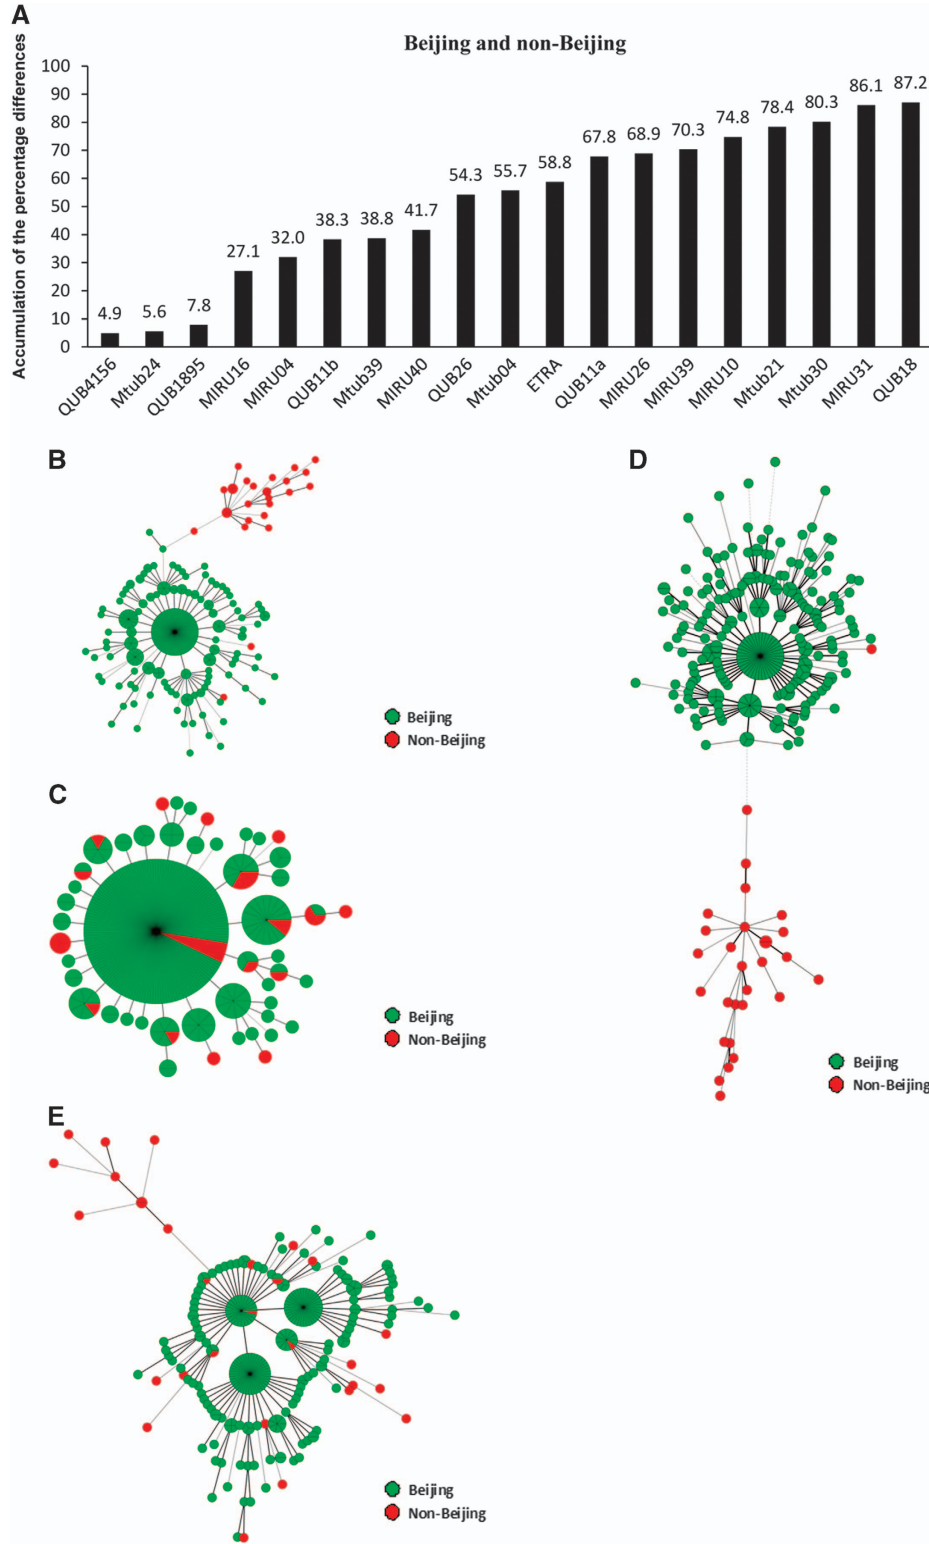 A
Beijing and non-Beijing
Accumulation of the percentage differences
100
90
80
70
60
50
40
30
20
10
0
4.9
5.6
7.8
27.1
32.0
38.3
38.8
41.7
54.3
55.7
58.8
67.8
68.9
70.3
74.8
78.4
80.3
86.1
87.2
QUB4156
Mtub24
QUB1895
MIRU16
MIRU04
QUB11b
Mtub39
MIRU40
QUB26
Mtub04
ETRA
QUB11a
MIRU26
MIRU39
MIRU10
Mtub21
Mtub30
MIRU31
QUB18
B
Beijing
Non-Beijing
C
Beijing
Non-Beijing
D
Beijing
Non-Beijing
E
Beijing
Non-Beijing